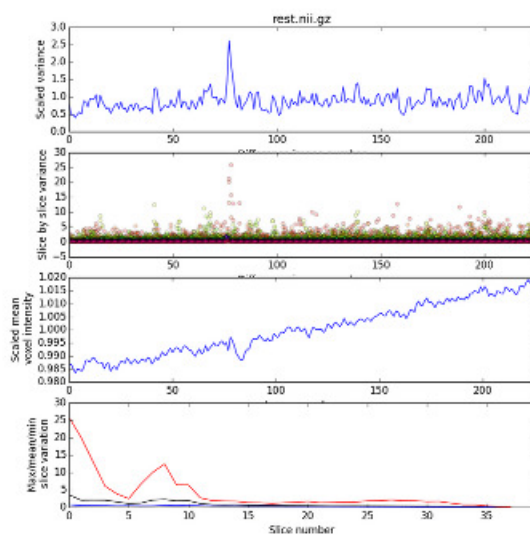 rest.nii.gz
Scaled variance
3.0
2.5
2.0
1.5
1.0
0.5
0.0
0 50 100 150 200
Slice by slice variance
30
25
20
15
10
5
0
−5
0 50 100 150 200
Scaled mean
voxel intensity
1.020
1.015
1.010
1.005
1.000
0.995
0.990
0.985
0.980
0 50 100 150 200
Max/mean/min
slice variation
30
25
20
15
10
5
0
0 5 10 15 20 25 30 35
Slice number